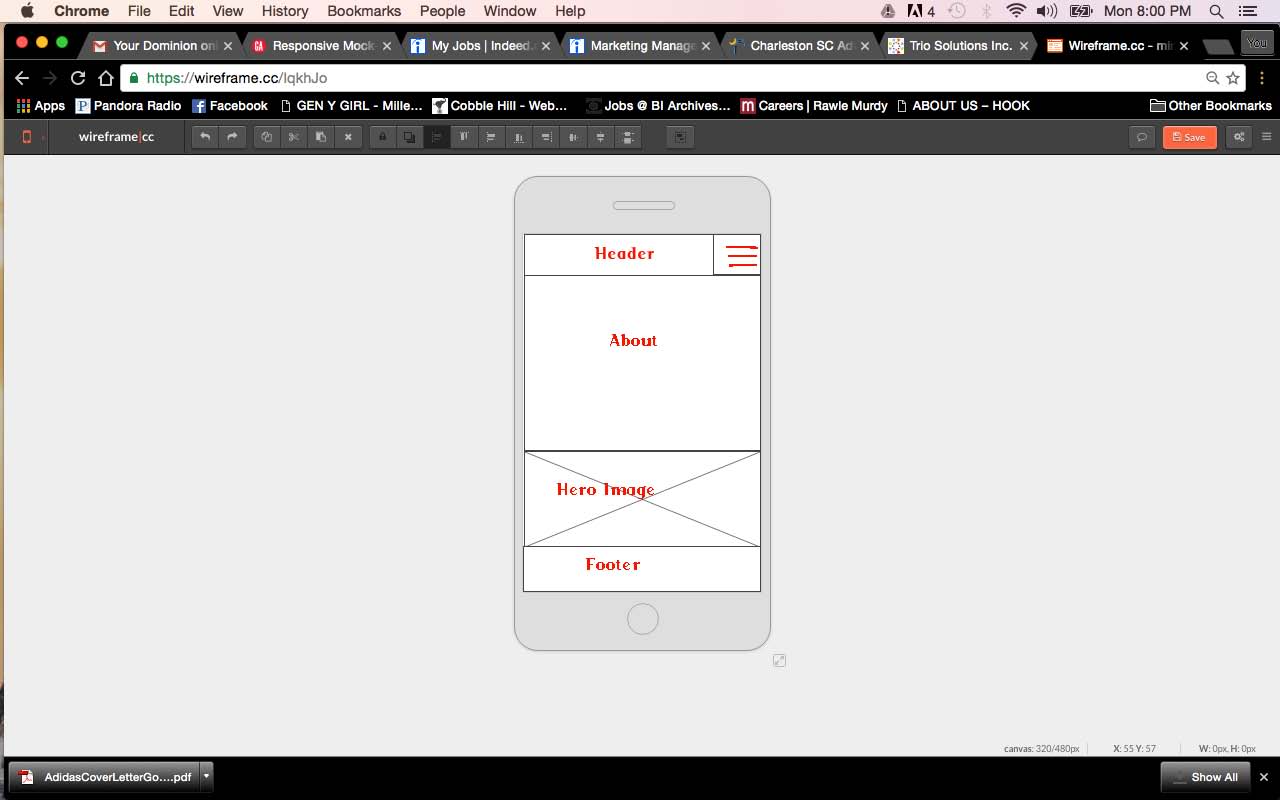 Chrome File Edit View History Bookmarks People Window Help 4 Mon 8:00 PM
Your Dominion onl Responsive Mock- My Jobs | Indeed. Marketing Manage Charleston SC Ad Trio Solutions Inc. Wireframe.cc - mi You
https://wireframe.cc/IqkhJo
Apps Pandora Radio Facebook GEN Y GIRL - Mille... Cobble Hill - Web... Jobs @ BI Archives... Careers | Rawle Murdy ABOUT US – HOOK Other Bookmarks
wireframe|cc Save
Header
About
Hero Image
Footer
canvas: 320/480px X: 55 Y: 57 W: 0px, H: 0px
AdidasCoverLetterGo....pdf Show All